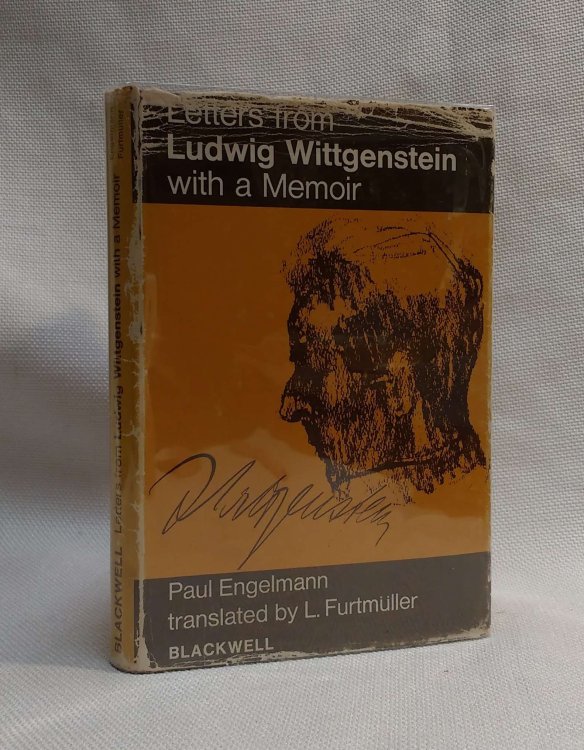 Letters from
Ludwig Wittgenstein
with a Memoir
Paul Engelmann
translated by L. Furtmüller
BLACKWELL
BLACKWELL Letters from Ludwig Wittgenstein with a Memoir
Furtmüller